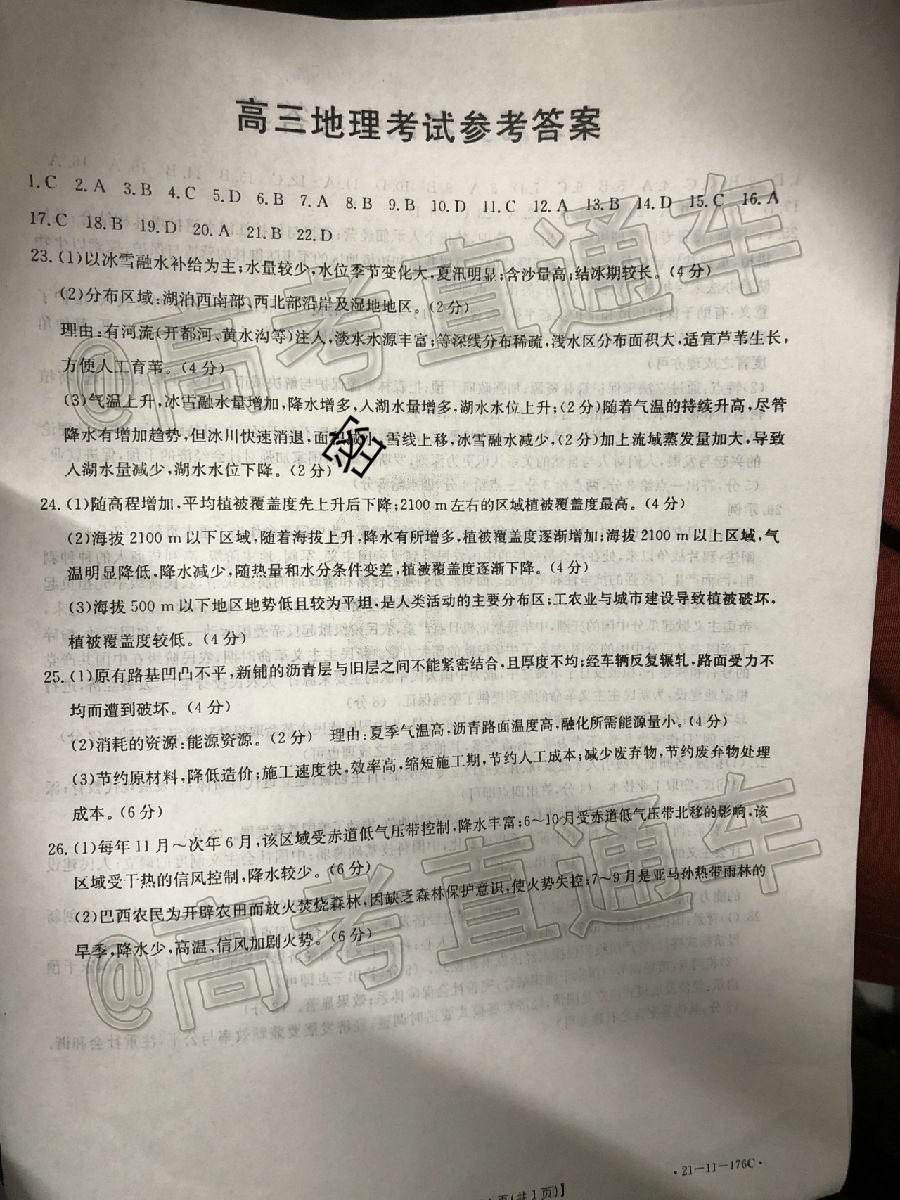 高三地理考试参考答案
1.C 2.A 3.B 4.C 5.D 6.B 7.A 8.B 9.B 10.D 11.C 12.A 13.B 14.D 15.C 16.A
17.C 18.B 19.D 20.A 21.B 22.D
23.(1)以冰雪融水补给为主;水量较少,水位季节变化大,夏汛明显;含沙量高;结冰期较长。(4分)
(2)分布区域:湖泊西南部、西北部沿岸及湿地地区。(2分)
理由:有河流(开都河、黄水沟等)注入,淡水水源丰富;等深线分布稀疏,浅水区分布面积大,适宜芦苇生长,
方便人工育苇。(4分)
(3)气温上升,冰雪融水量增加,降水增多,入湖水量增多,湖水水位上升;(2分)随着气温的持续升高,尽管
降水有增加趋势,但冰川快速消退,面积减小,雪线上移,冰雪融水减少,(2分)加上流域蒸发量加大,导致
入湖水量减少,湖水水位下降。(2分)
密
24.(1)随高程增加,平均植被覆盖度先上升后下降;2100 m左右的区域植被覆盖度最高。(4分)
(2)海拔 2100 m以下区域,随着海拔上升,降水有所增多,植被覆盖度逐渐增加;海拔 2100 m以上区域,气
温明显降低,降水减少,随热量和水分条件变差,植被覆盖度逐渐下降。(4分)
(3)海拔 500 m以下地区地势低且较为平坦,是人类活动的主要分布区;工农业与城市建设导致植被破坏,
植被覆盖度较低。(4分)
25.(1)原有路基凹凸不平,新铺的沥青层与旧层之间不能紧密结合,且厚度不均;经车辆反复辗轧,路面受力不
均而遭到破坏。(4分)
(2)消耗的资源:能源资源。(2分) 理由:夏季气温高,沥青路面温度高,融化所需能源量小。(4分)
(3)节约原材料,降低造价;施工速度快,效率高,缩短施工期,节约人工成本;减少废弃物,节约废弃物处理
成本。(6分)
26.(1)每年11月~次年6月,该区域受赤道低气压带控制,降水丰富;6~10月受赤道低气压带北移的影响,该
区域受干热的信风控制,降水较少。(6分)
(2)巴西农民为开辟农田而放火焚烧森林,因缺乏森林保护意识,使火势失控;7~9月是亚马孙热带雨林的
旱季,降水少,高温、信风加剧火势。(6分)
@高考直通车
@高考直通车
页(共1页)】
·21-11-176C·